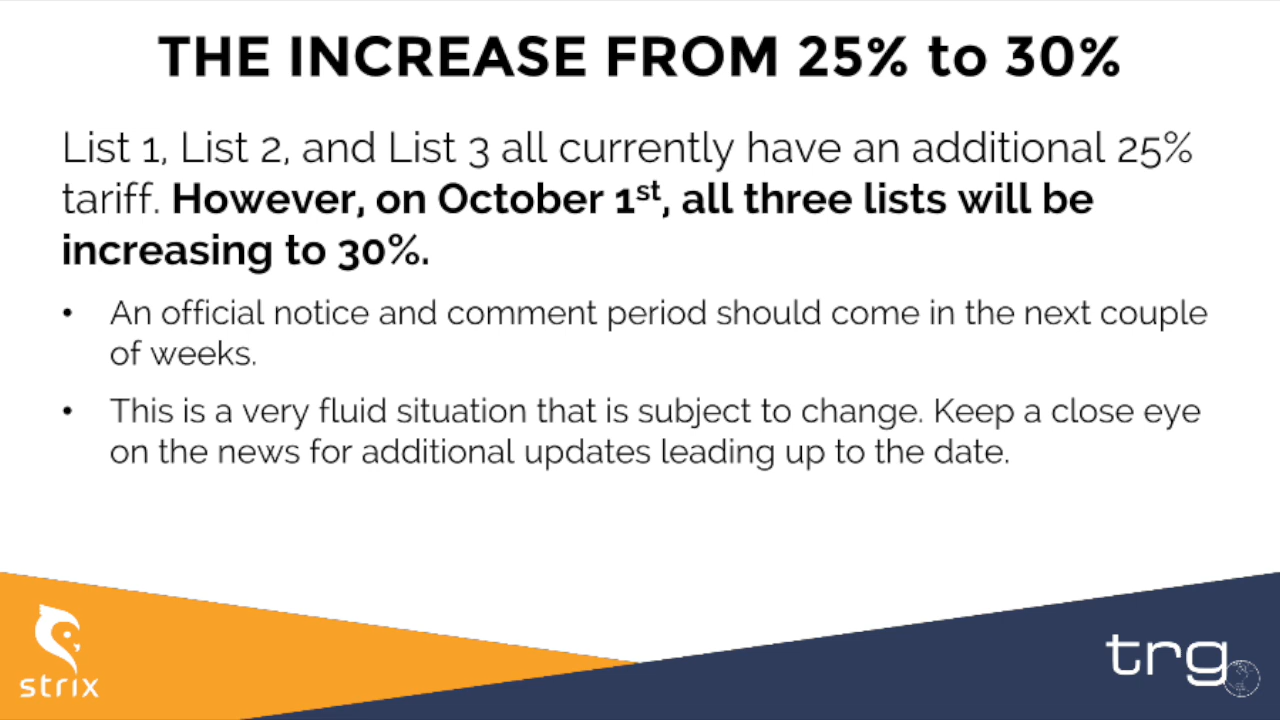 THE INCREASE FROM 25% to 30%
List 1, List 2, and List 3 all currently have an additional 25%
tariff. However, on October 1st, all three lists will be
increasing to 30%.
• An official notice and comment period should come in the next couple
of weeks.
• This is a very fluid situation that is subject to change. Keep a close eye
on the news for additional updates leading up to the date.
strix
trg